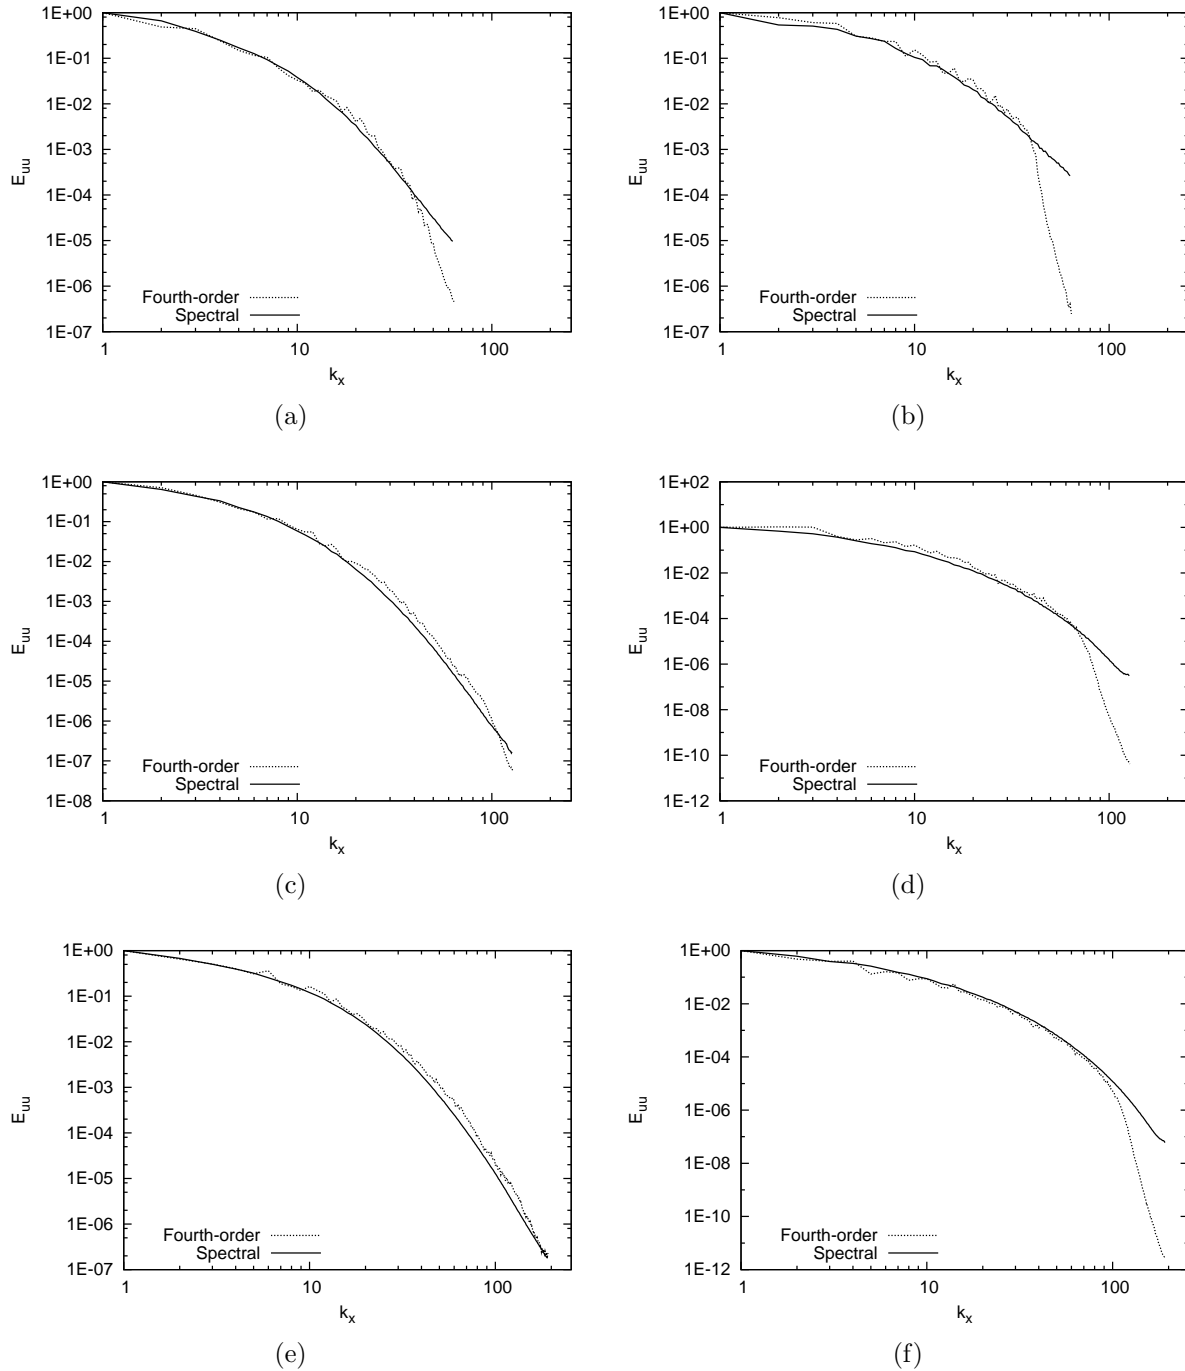 1E+00
1E-01
1E-02
1E-03
1E-04
1E-05
1E-06
1E-07
E_uu
Fourth-order
Spectral
1 10 100
k_x
(a)
1E+00
1E-01
1E-02
1E-03
1E-04
1E-05
1E-06
1E-07
E_uu
Fourth-order
Spectral
1 10 100
k_x
(b)
1E+00
1E-01
1E-02
1E-03
1E-04
1E-05
1E-06
1E-07
1E-08
E_uu
Fourth-order
Spectral
1 10 100
k_x
(c)
1E+02
1E+00
1E-02
1E-04
1E-06
1E-08
1E-10
1E-12
E_uu
Fourth-order
Spectral
1 10 100
k_x
(d)
1E+00
1E-01
1E-02
1E-03
1E-04
1E-05
1E-06
1E-07
E_uu
Fourth-order
Spectral
1 10 100
k_x
(e)
1E+00
1E-02
1E-04
1E-06
1E-08
1E-10
1E-12
E_uu
Fourth-order
Spectral
1 10 100
k_x
(f)